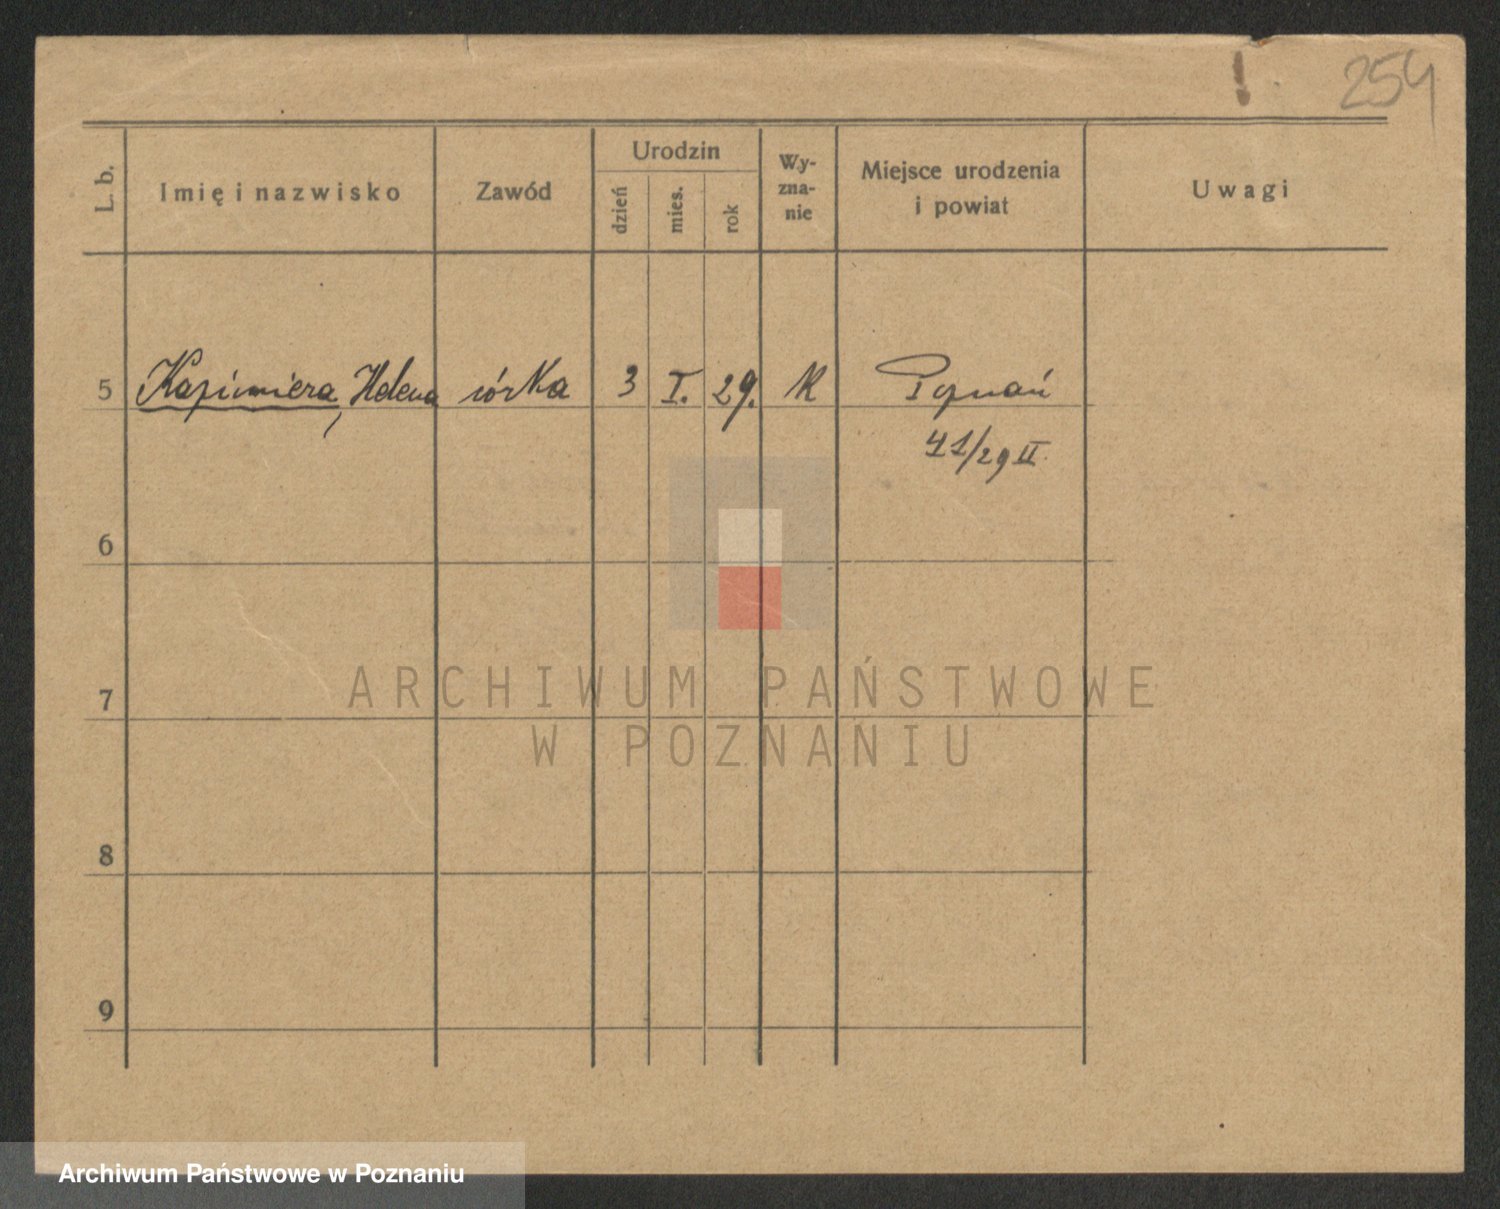 254
L. b.
Imię i nazwisko
Zawód
Urodzin
dzień
mies.
rok
Wy-
zna-
nie
Miejsce urodzenia
i powiat
Uwagi
5 Kazimiera, Helena córka 3 I. 29. k Poznań
41/29 II
6
7
8
9
ARCHIWUM PAŃSTWOWE
W POZNANIU
Archiwum Państwowe w Poznaniu